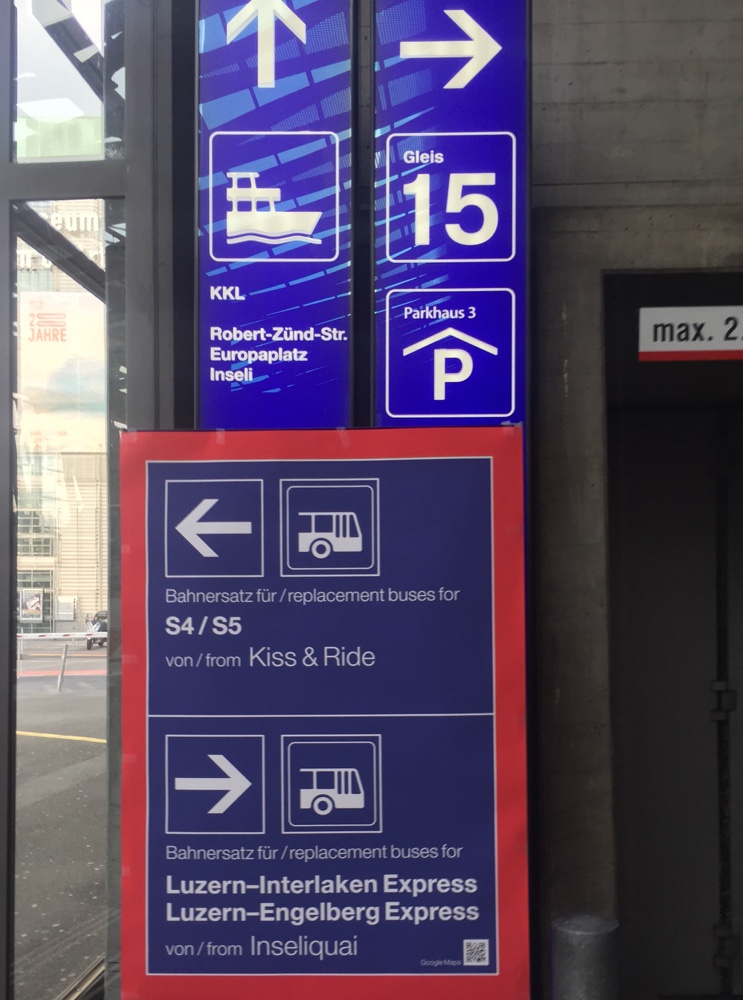 Gleis
15
KKL
Robert-Zünd-Str.
Europaplatz
Inseli
Parkhaus 3
P
JAHRE
max. 2
Bahnersatz für / replacement buses for
S4 / S5
von / from Kiss & Ride
Bahnersatz für / replacement buses for
Luzern–Interlaken Express
Luzern–Engelberg Express
von / from Inseliquai
Google Maps